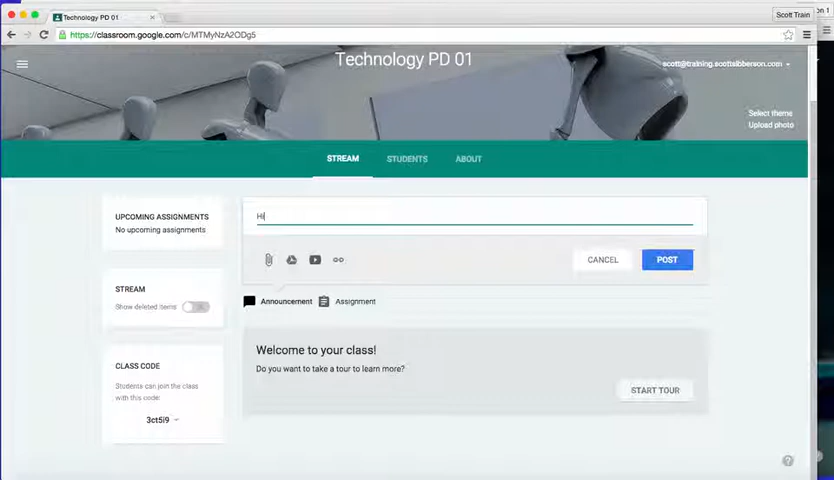 Technology PD 01
Scott Train
on 1
https://classroom.google.com/c/MTMyNzA2ODg5
Technology PD 01
scott@training.scottsibberson.com
Select theme
Upload photo
STREAM STUDENTS ABOUT
UPCOMING ASSIGNMENTS
No upcoming assignments
Hi
CANCEL POST
STREAM
Show deleted items
Announcement Assignment
Welcome to your class!
Do you want to take a tour to learn more?
START TOUR
CLASS CODE
Students can join the class
with this code:
3ct5i9